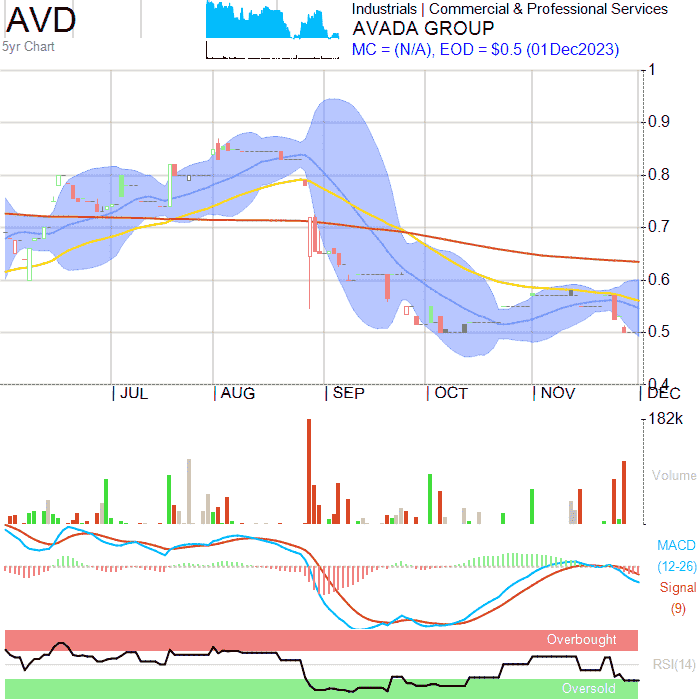 AVD
5yr Chart
Industrials | Commercial & Professional Services
AVADA GROUP
MC = (N/A), EOD = $0.5 (01Dec2023)
1
0.9
0.8
0.7
0.6
0.5
0.4
JUL
AUG
SEP
OCT
NOV
DEC
182k
Volume
MACD
(12-26)
Signal
(9)
Overbought
RSI(14)
Oversold